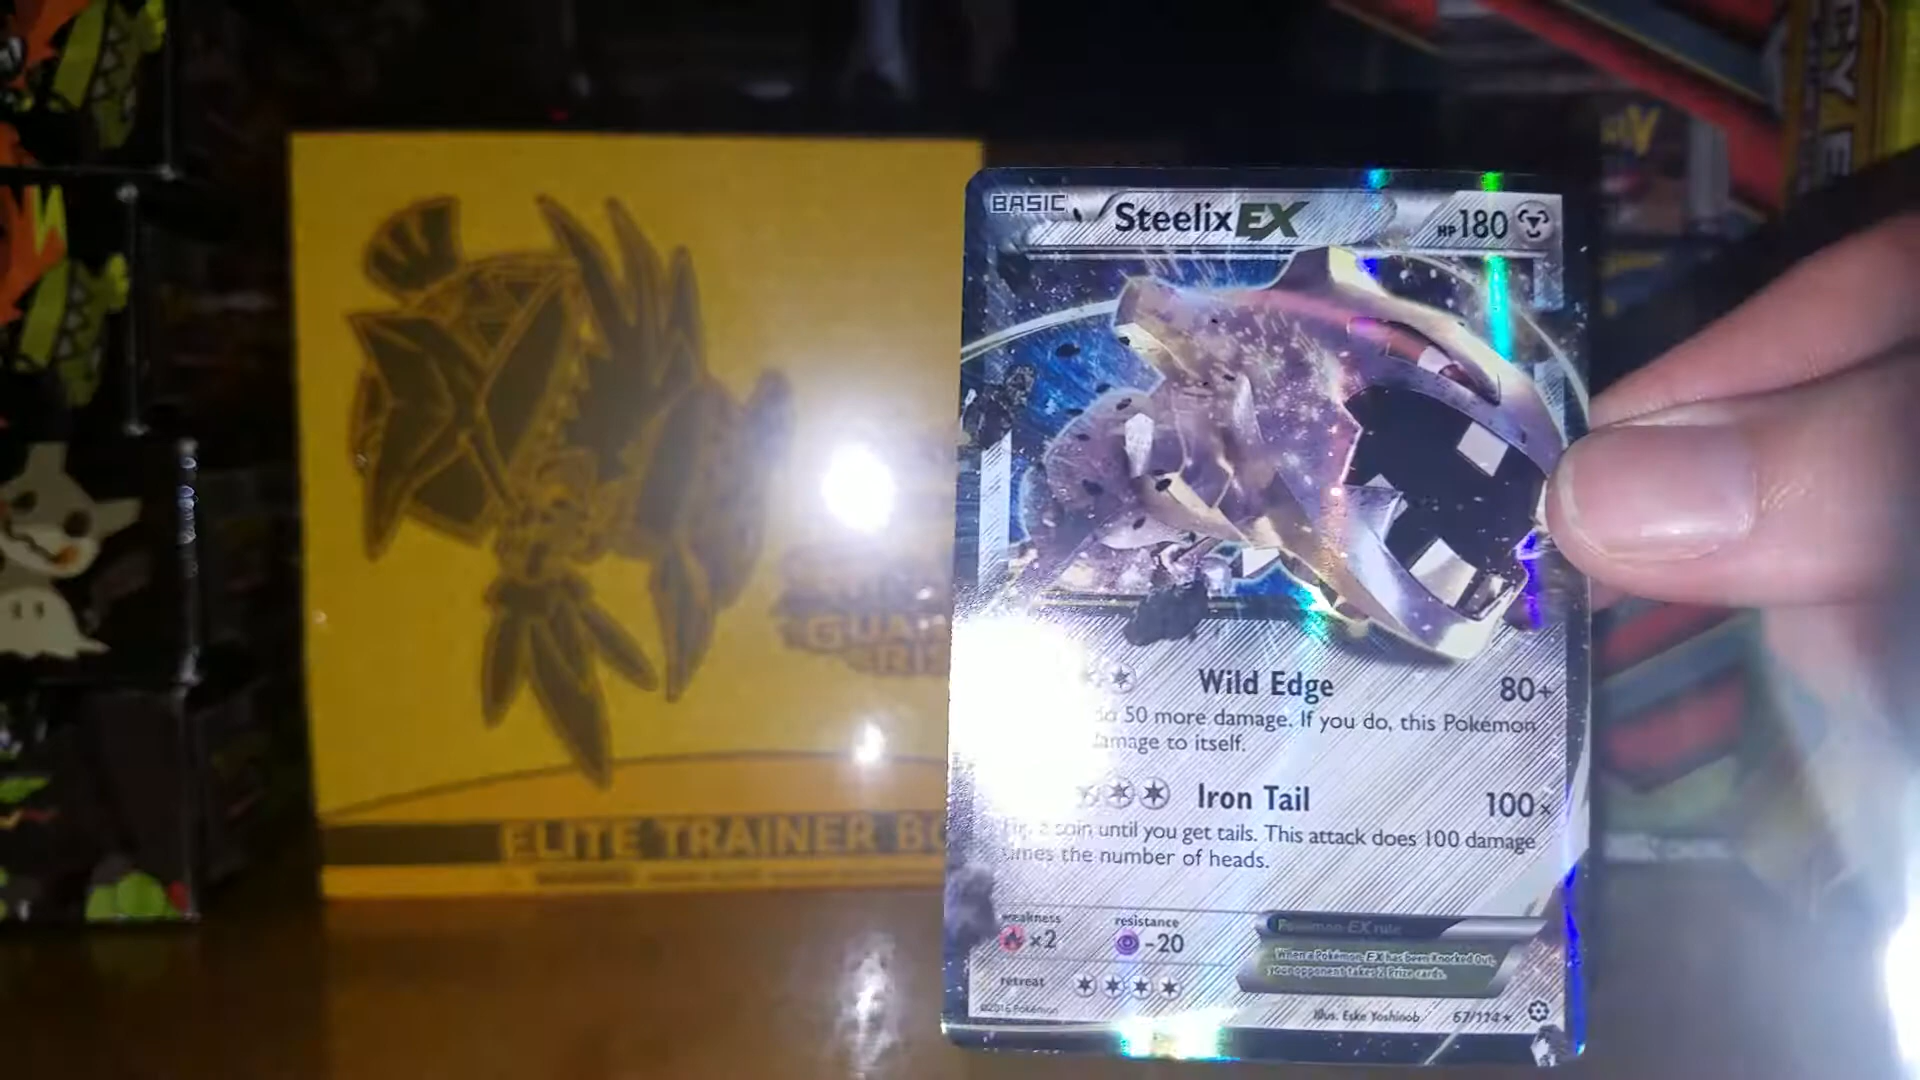 BASIC
Steelix EX
HP 180
Wild Edge 80+
50 more damage. If you do, this Pokémon
damage to itself.
Iron Tail 100x
coin until you get tails. This attack does 100 damage
times the number of heads.
weakness
×2
resistance
-20
retreat
Pokémon-EX rule
When a Pokémon-EX has been Knocked Out,
your opponent takes 2 Prize cards.
©2016 Pokémon
Illus. Eske Yoshinob
67/114
ELITE TRAINER
GUA
RIS